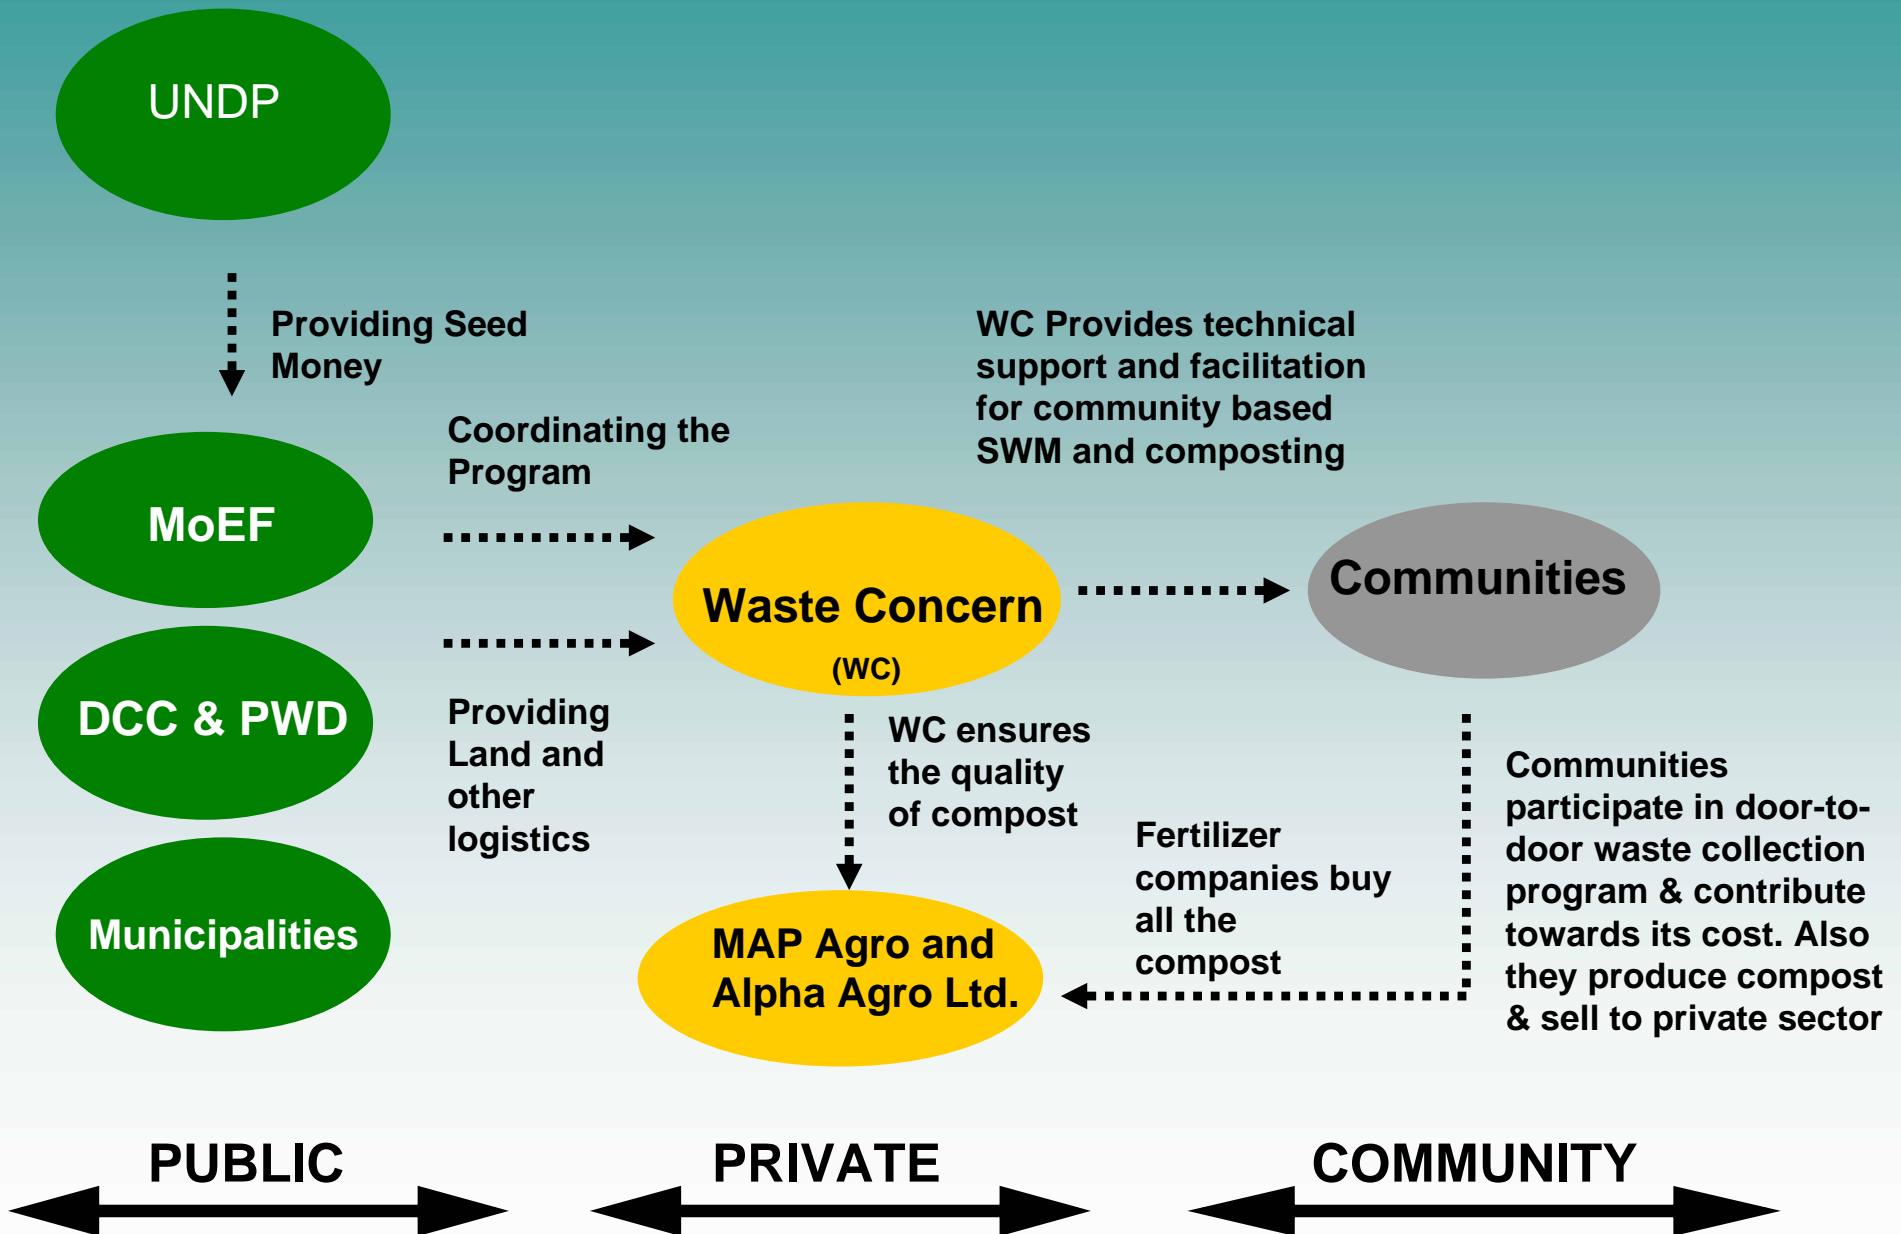 UNDP
Providing Seed
Money
Coordinating the
Program
WC Provides technical
support and facilitation
for community based
SWM and composting
MoEF
Waste Concern
(WC)
Communities
DCC & PWD
Providing
Land and
other
logistics
WC ensures
the quality
of compost
Fertilizer
companies buy
all the
compost
Communities
participate in door-to-
door waste collection
program & contribute
towards its cost. Also
they produce compost
& sell to private sector
Municipalities
MAP Agro and
Alpha Agro Ltd.
PUBLIC
PRIVATE
COMMUNITY